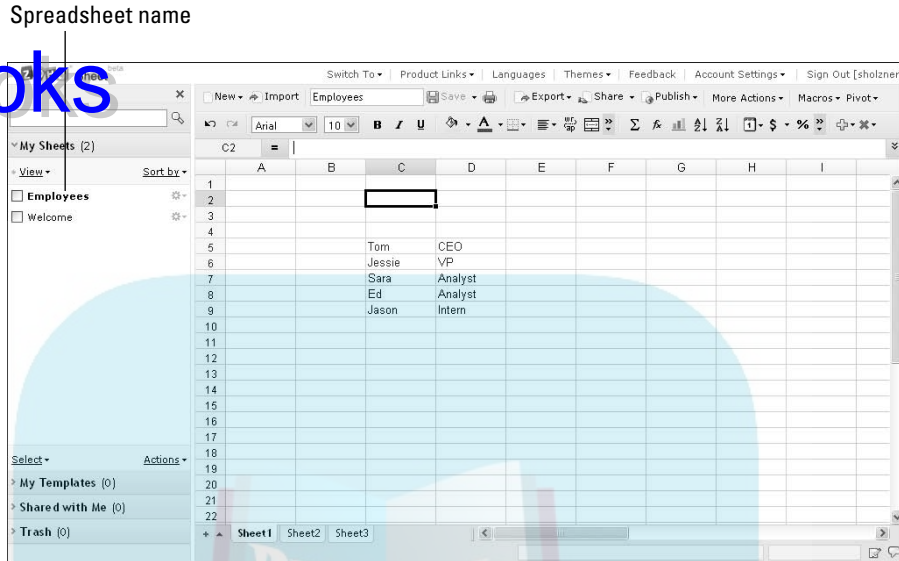 Spreadsheet name
oks
Sheet beta
Switch To | Product Links | Languages | Themes | Feedback | Account Settings | Sign Out [sholzner
New Import Employees Save Export Share Publish More Actions Macros Pivot
Arial 10 B I U A Σ fx $ %
My Sheets (2)
C2 =
View Sort by
A B C D E F G H I
Employees
Welcome
1
2
3
4
5 Tom CEO
6 Jessie VP
7 Sara Analyst
8 Ed Analyst
9 Jason Intern
10
11
12
13
14
15
16
17
18
19
20
21
22
Select Actions
My Templates (0)
Shared with Me (0)
Trash (0)
Sheet1 Sheet2 Sheet3